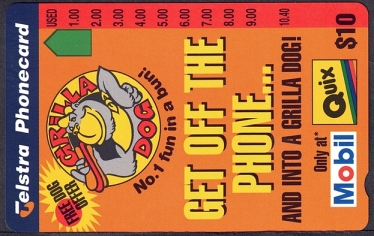 Telstra Phonecard
USED
1.00
2.00
3.00
4.00
5.00
6.00
7.00
8.00
9.00
10.40
GRILLA
DOG
No.1 fun in a bun!
FREE
DOG
OFFER
GET OFF THE
PHONE...
AND INTO A GRILLA DOG!
Only at*
Mobil
Quix
$10